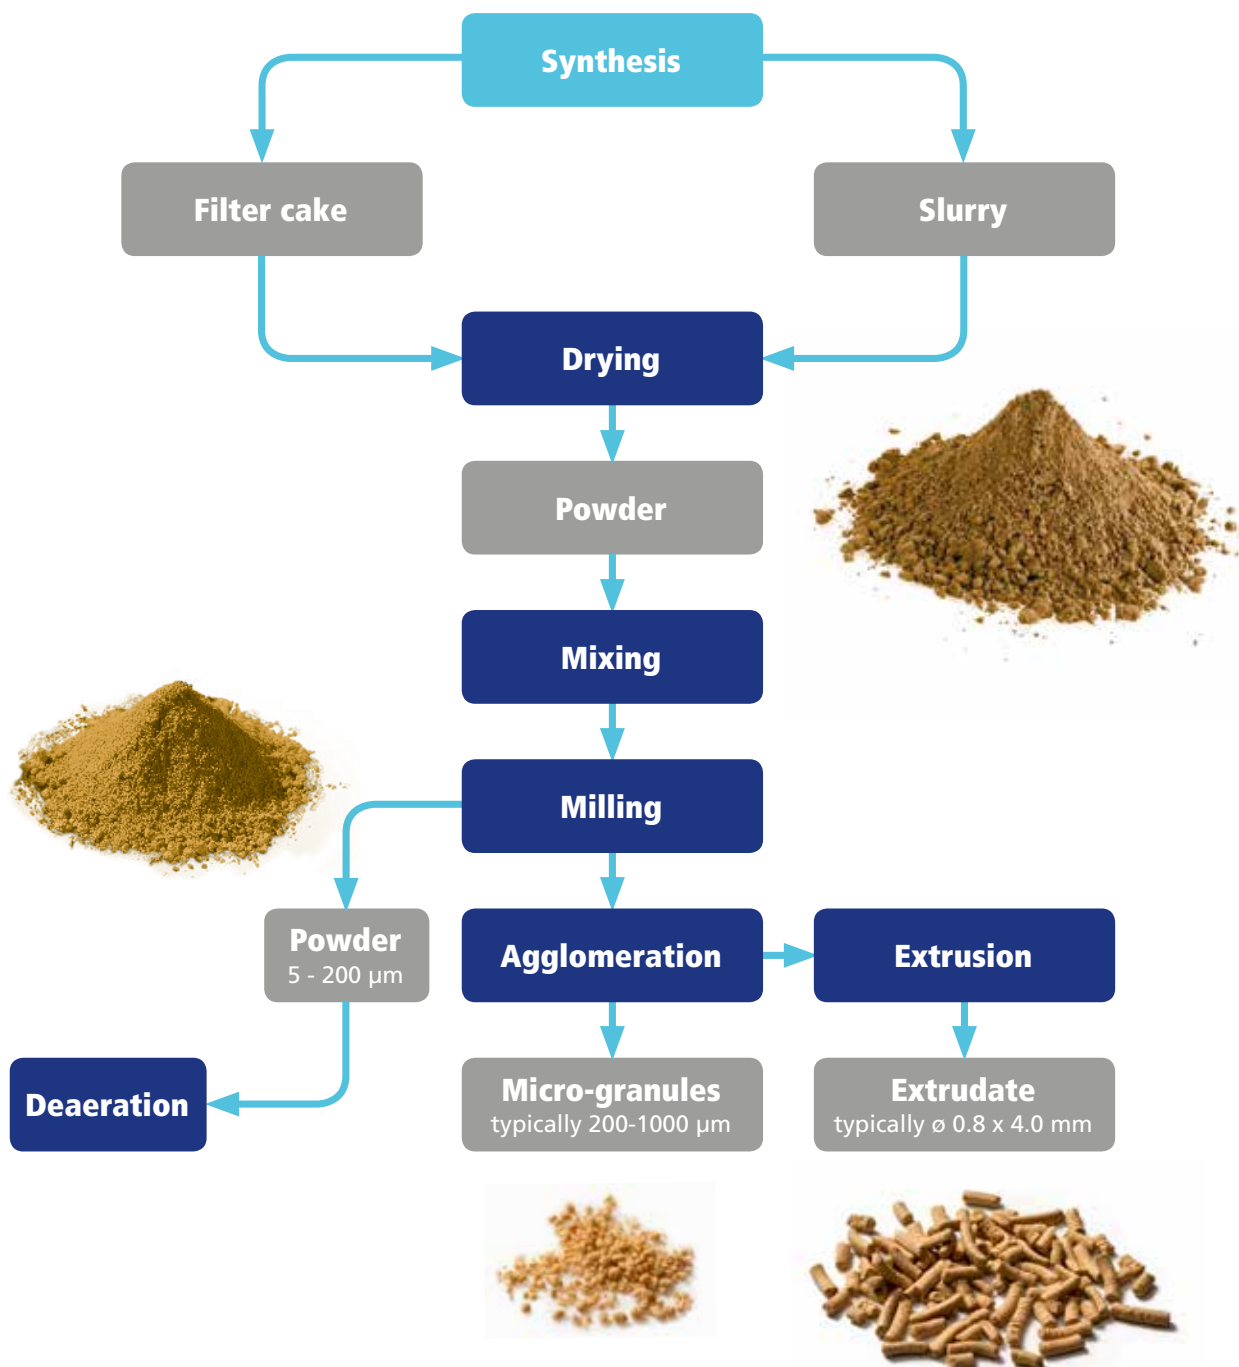 Synthesis
Filter cake
Slurry
Drying
Powder
Mixing
Milling
Powder
5 - 200 µm
Agglomeration
Extrusion
Deaeration
Micro-granules
typically 200-1000 µm
Extrudate
typically ø 0.8 x 4.0 mm